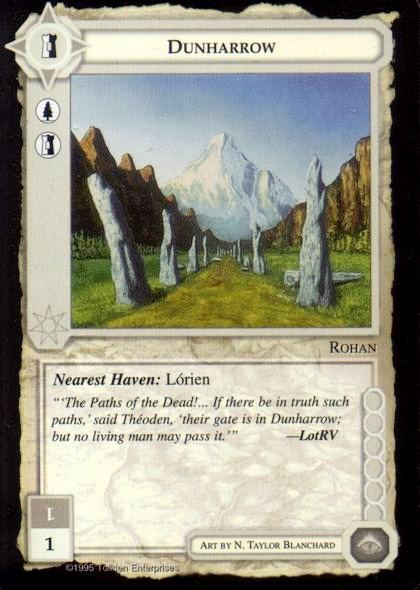 DUNHARROW
ROHAN
Nearest Haven: Lórien
“‘The Paths of the Dead!... If there be in truth such
paths,’ said Théoden, ‘their gate is in Dunharrow;
but no living man may pass it.’” —LotRV
1
1
ART BY N. TAYLOR BLANCHARD
©1995 Tolkien Enterprises